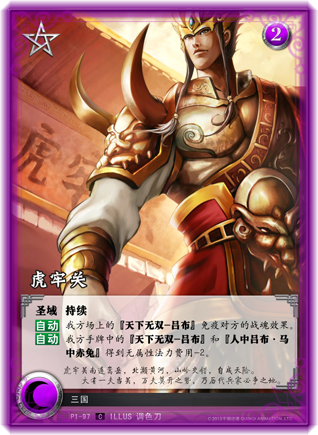 2
虎牢
虎牢关
圣域 持续
自动 我方场上的『天下无双-吕布』免疫对方的战魂效果。
自动 我方手牌中的『天下无双-吕布』和『人中吕布·马
中赤兔』得到无属性法力费用-2。
虎牢关南连嵩岳，北濒黄河，山岭交错，自成天险。
大有一夫当关，万夫莫开之势，乃历代兵家必争之地。
三国
P1-97 C ILLUS 调色刀